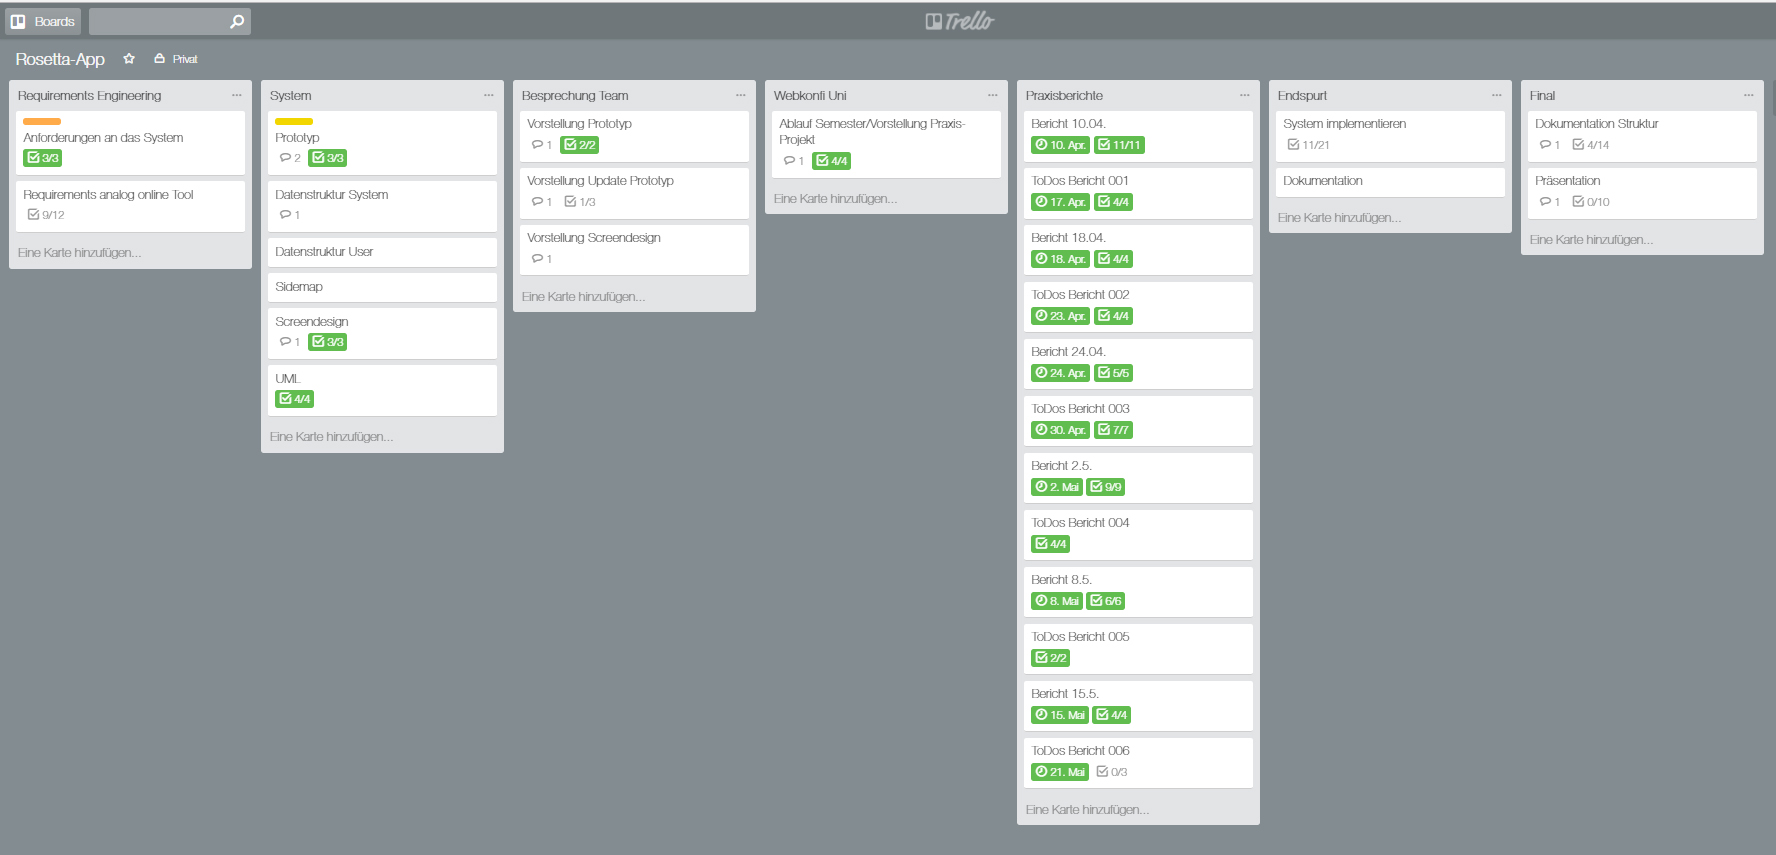 Boards
Trello
Rosetta-App
Privat
Requirements Engineering
Anforderungen an das System
3/3
Requirements analog online Tool
9/12
Eine Karte hinzufügen...
System
Prototyp
2 3/3
Datenstruktur System
1
Datenstruktur User
Sidemap
Screendesign
1 3/3
UML
4/4
Eine Karte hinzufügen...
Besprechung Team
Vorstellung Prototyp
1 2/2
Vorstellung Update Prototyp
1 1/3
Vorstellung Screendesign
1
Eine Karte hinzufügen...
Webkonfi Uni
Ablauf Semester/Vorstellung Praxis-
Projekt
1 4/4
Eine Karte hinzufügen...
Praxisberichte
Bericht 10.04.
10. Apr. 11/11
ToDos Bericht 001
17. Apr. 4/4
Bericht 18.04.
18. Apr. 4/4
ToDos Bericht 002
23. Apr. 4/4
Bericht 24.04.
24. Apr. 5/5
ToDos Bericht 003
30. Apr. 7/7
Bericht 2.5.
2. Mai 9/9
ToDos Bericht 004
4/4
Bericht 8.5.
8. Mai 6/6
ToDos Bericht 005
2/2
Bericht 15.5.
15. Mai 4/4
ToDos Bericht 006
21. Mai 0/3
Eine Karte hinzufügen...
Endspurt
System implementieren
11/21
Dokumentation
Eine Karte hinzufügen...
Final
Dokumentation Struktur
1 4/14
Präsentation
1 0/10
Eine Karte hinzufügen...